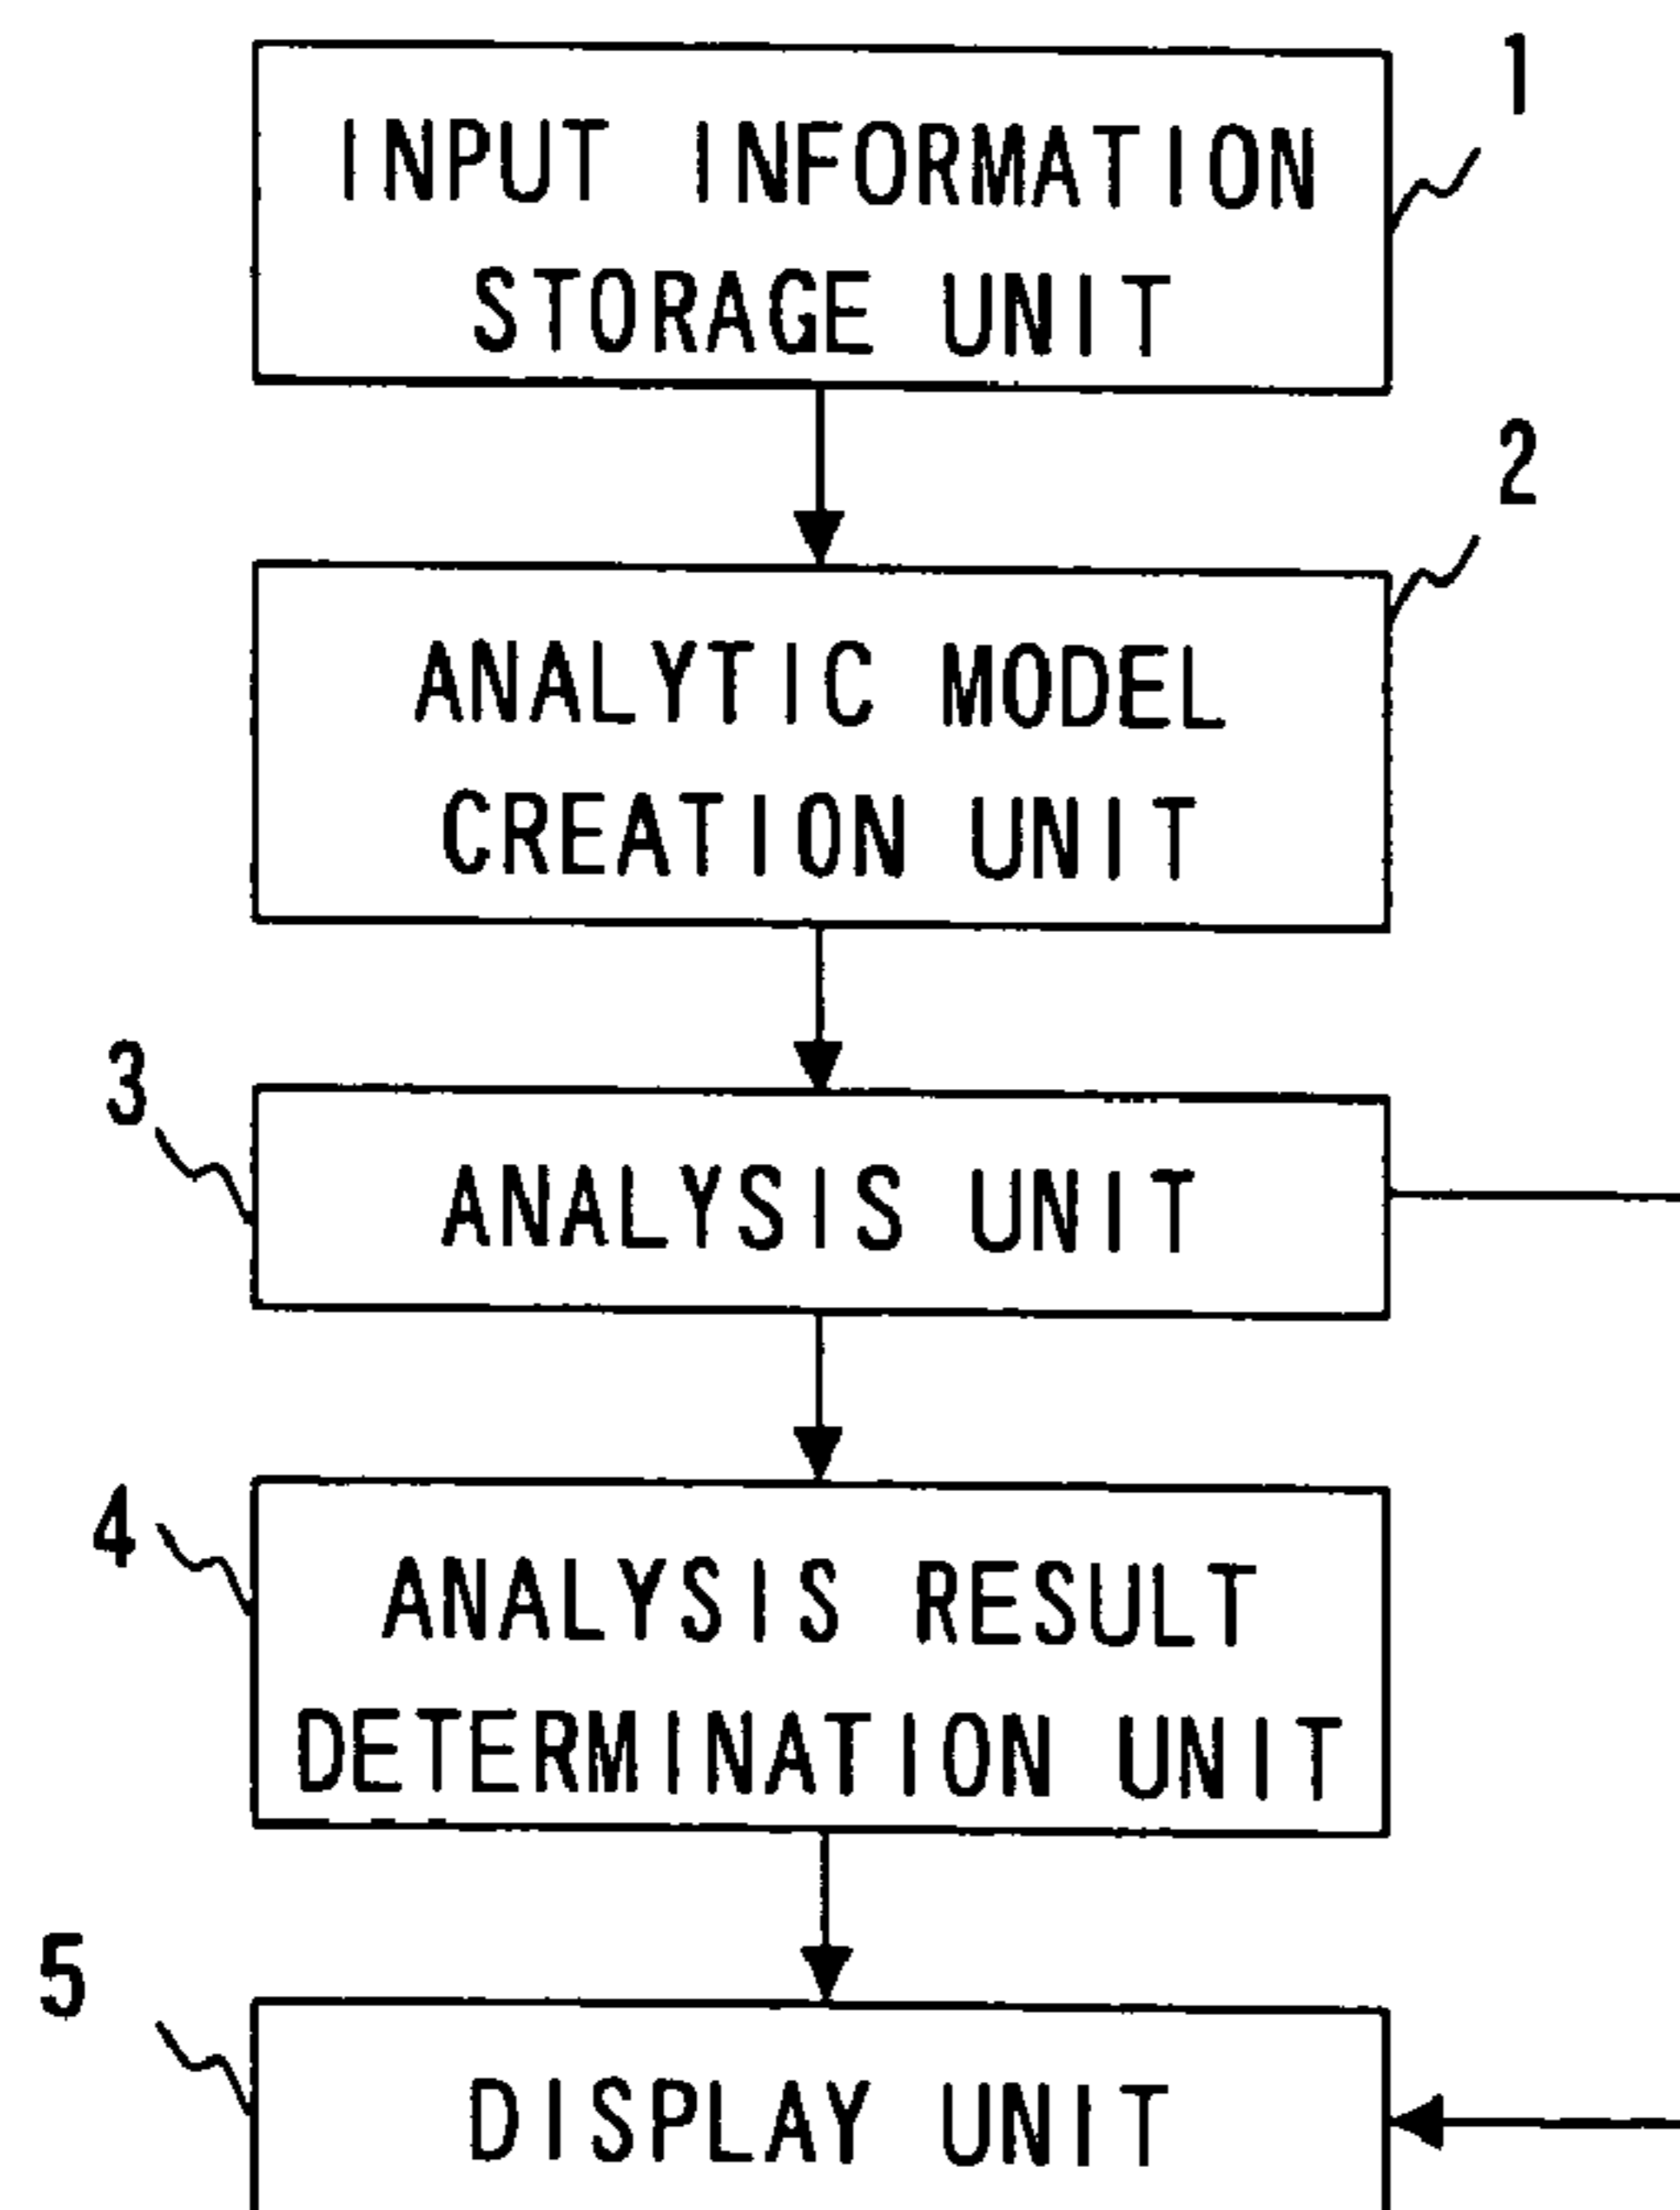 1
INPUT INFORMATION
STORAGE UNIT
2
ANALYTIC MODEL
CREATION UNIT
3
ANALYSIS UNIT
4
ANALYSIS RESULT
DETERMINATION UNIT
5
DISPLAY UNIT